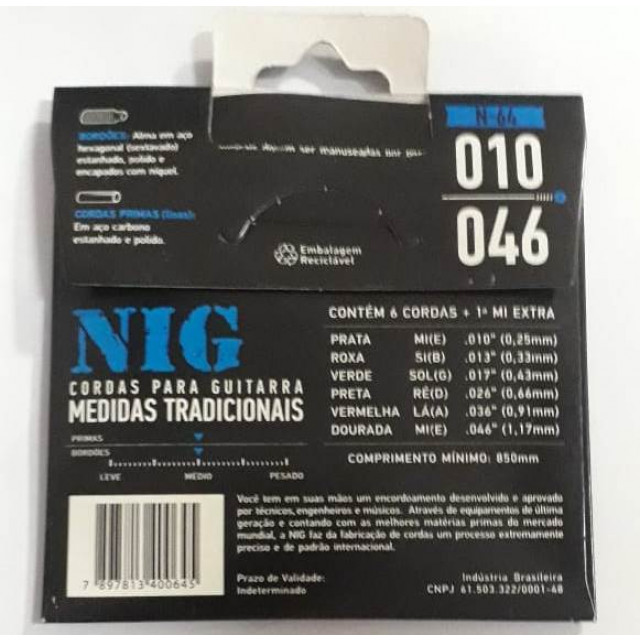 N-64
BORDÕES: Alma em aço
hexagonal (sextavado)
estanhado, polido e
encapados com níquel.
ser manuseadas por
010
CORDAS PRIMAS (lisas):
Em aço carbono
estanhado e polido.
046
Embalagem
Reciclável
NIG
CORDAS PARA GUITARRA
MEDIDAS TRADICIONAIS
CONTÉM 6 CORDAS + 1ª MI EXTRA
PRATA MI(E) .010" (0,25mm)
ROXA SI(B) .013" (0,33mm)
VERDE SOL(G) .017" (0,43mm)
PRETA RÉ(D) .026" (0,66mm)
VERMELHA LÁ(A) .036" (0,91mm)
DOURADA MI(E) .046" (1,17mm)
COMPRIMENTO MÍNIMO: 850mm
PRIMAS
BORDÕES
LEVE MÉDIO PESADO
Você tem em suas mãos um encordoamento desenvolvido e aprovado
por técnicos, engenheiros e músicos. Através de equipamentos de última
geração e contando com as melhores matérias primas do mercado
mundial, a NIG faz da fabricação de cordas um processo extremamente
preciso e de padrão internacional.
7 897813 400645
Prazo de Validade:
Indeterminado
Indústria Brasileira
CNPJ 61.503.322/0001-48